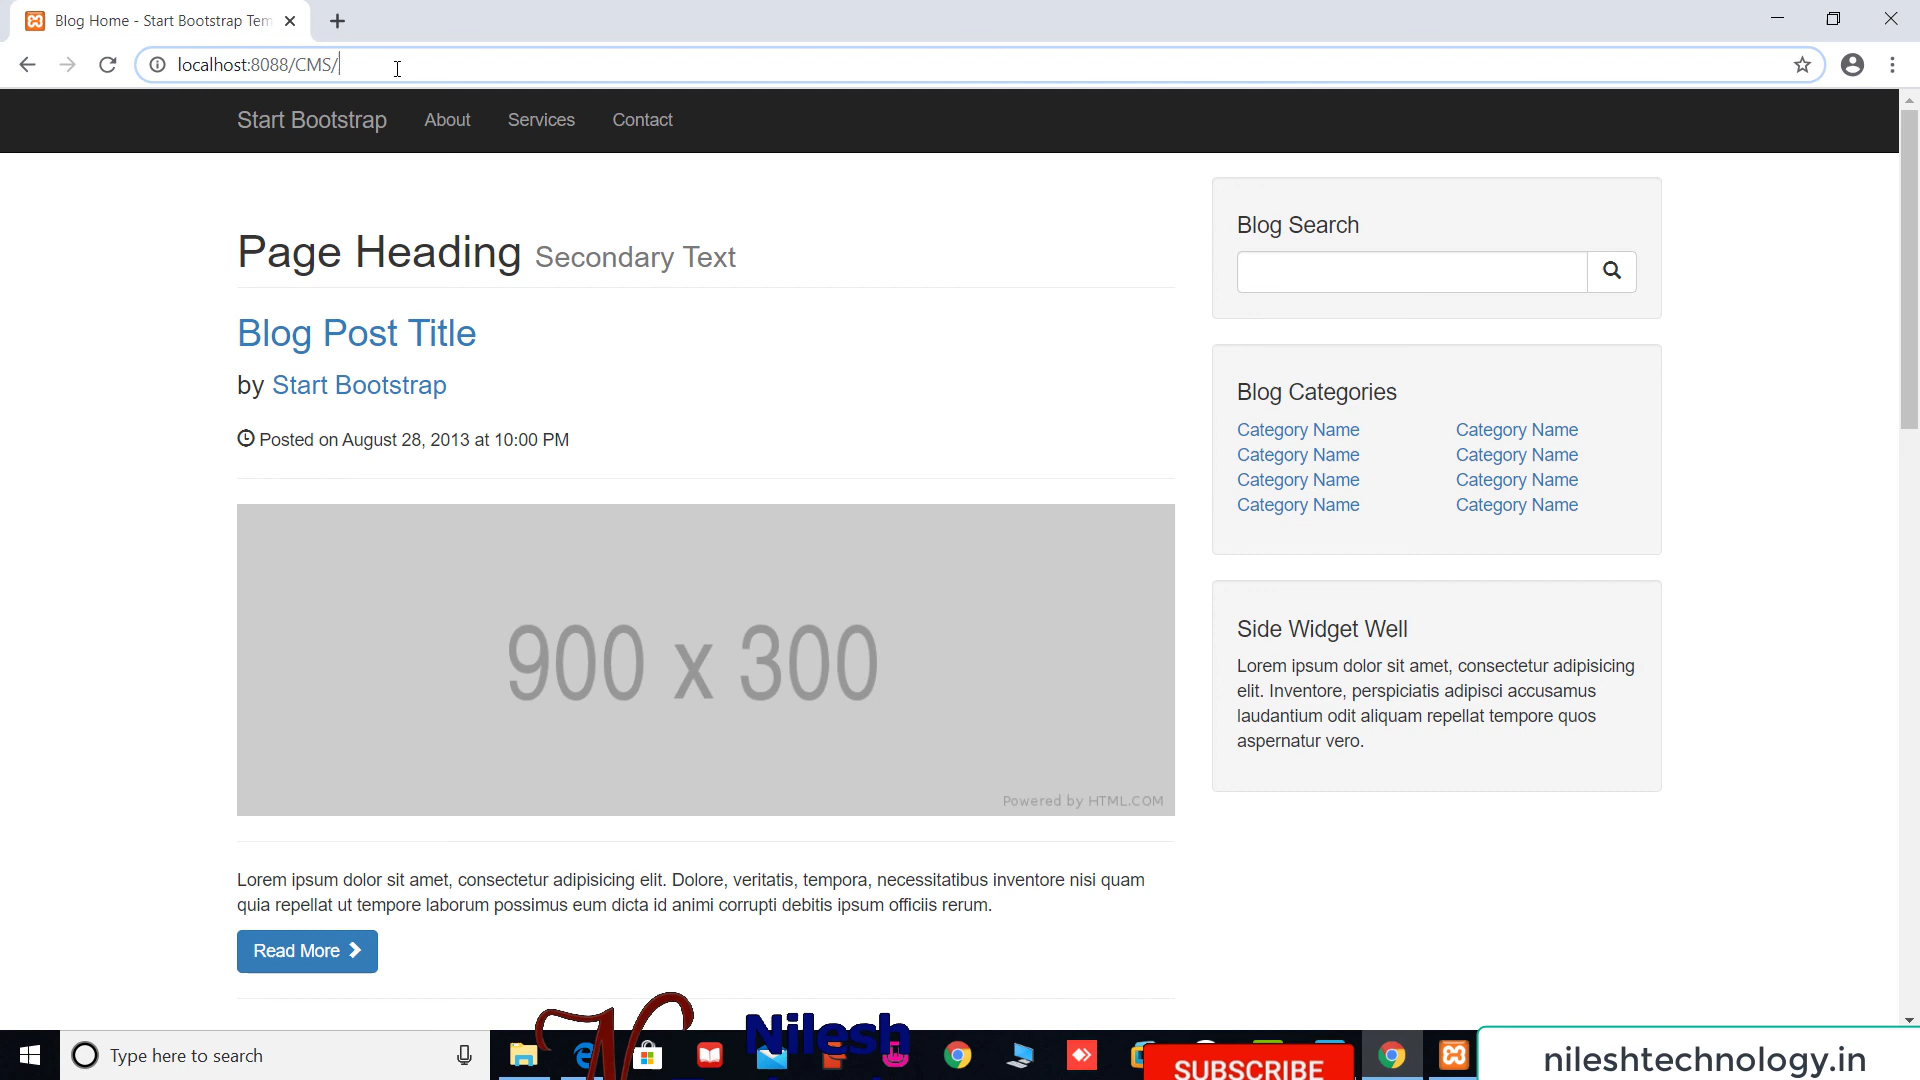 Blog Home - Start Bootstrap Tem
localhost:8088/CMS/
Start Bootstrap About Services Contact
Page Heading Secondary Text
Blog Post Title
by Start Bootstrap
Posted on August 28, 2013 at 10:00 PM
900 x 300
Powered by HTML.COM
Lorem ipsum dolor sit amet, consectetur adipisicing elit. Dolore, veritatis, tempora, necessitatibus inventore nisi quam
quia repellat ut tempore laborum possimus eum dicta id animi corrupti debitis ipsum officiis rerum.
Read More
Blog Search
Blog Categories
Category Name Category Name
Category Name Category Name
Category Name Category Name
Category Name Category Name
Side Widget Well
Lorem ipsum dolor sit amet, consectetur adipisicing
elit. Inventore, perspiciatis adipisci accusamus
laudantium odit aliquam repellat tempore quos
aspernatur vero.
Nilesh
Type here to search
SUBSCRIBE
nileshtechnology.in